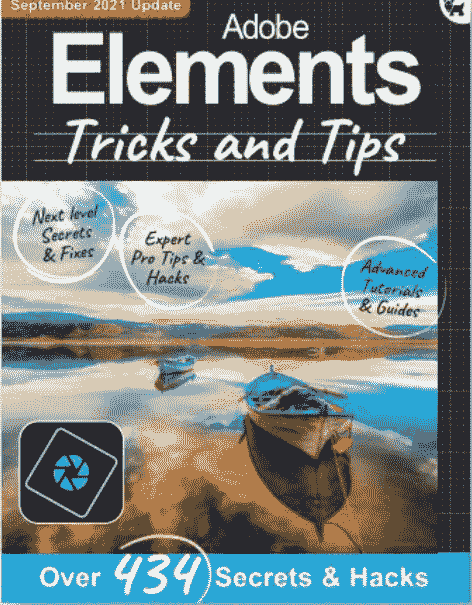 September 2021 Update
Adobe
Elements
Tricks and Tips
Next level
Secrets
& Fixes
Expert
Pro Tips &
Hacks
Advanced
Tutorials
& Guides
Over 434 Secrets & Hacks